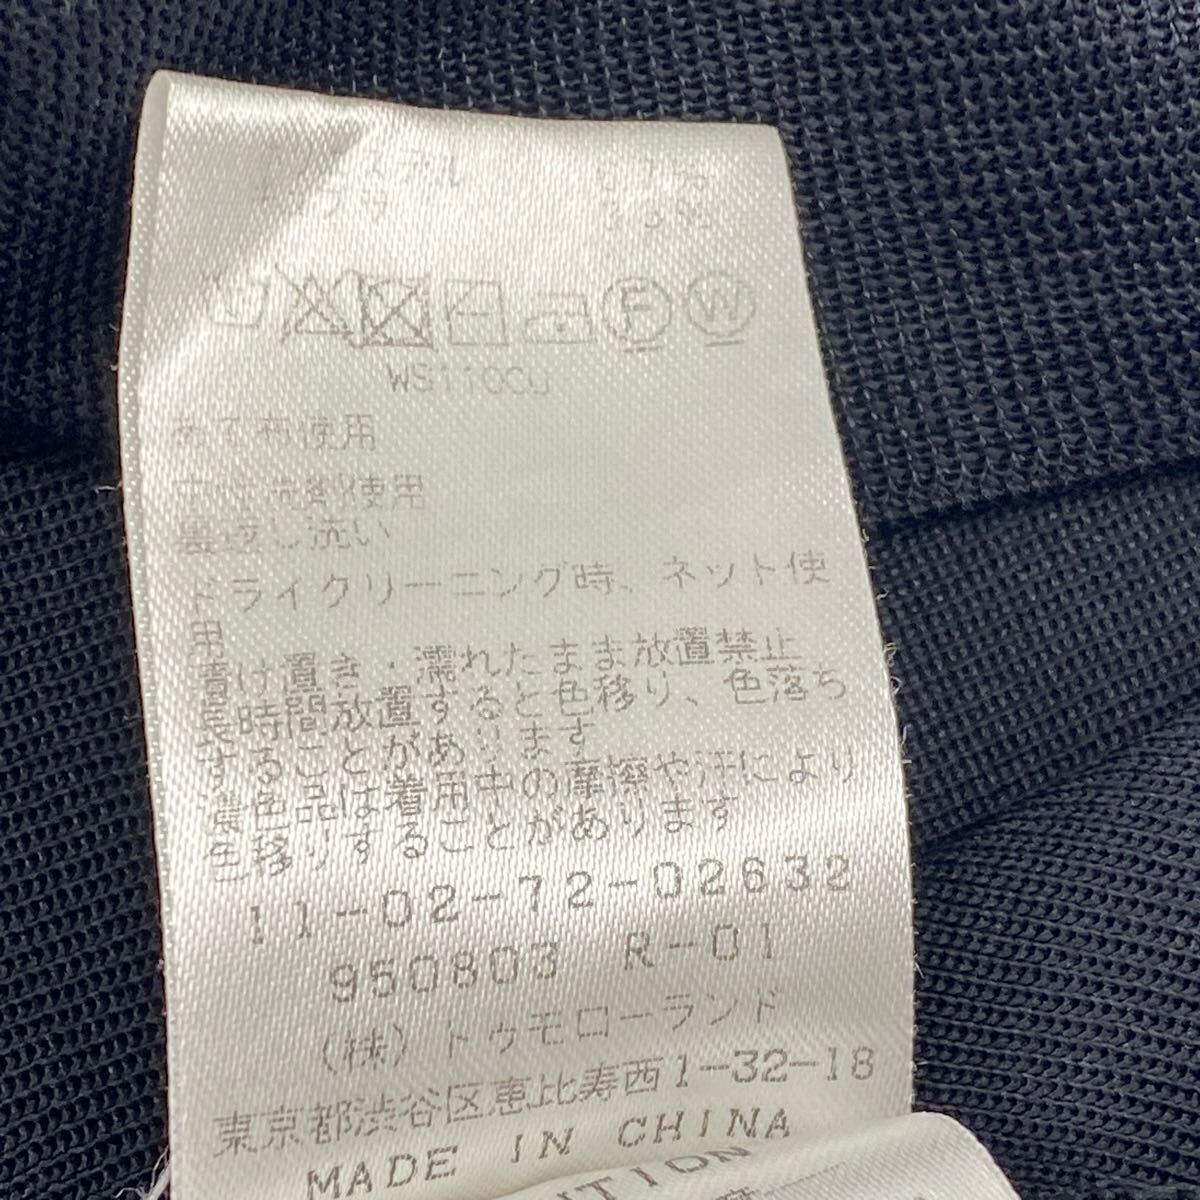 F W
あて布使用
中性洗剤使用
裏返し洗い
ドライクリーニング時、ネット使
用
漬け置き・濡れたまま放置禁止
長時間放置すると色移り、色落ち
することがあります
濃色品は着用中の摩擦や汗により
色移りすることがあります
11-02-72-02632
950803 R-01
(株)トゥモローランド
東京都渋谷区恵比寿西1-32-18
MADE IN CHINA